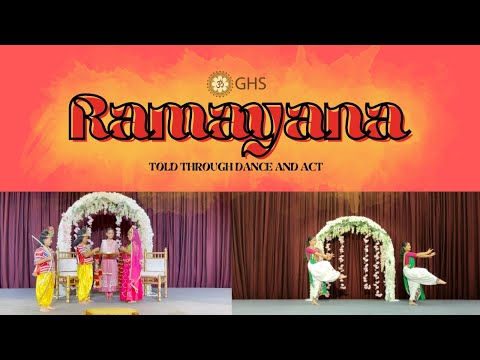 GHS
Ramayana
TOLD THROUGH DANCE AND ACT